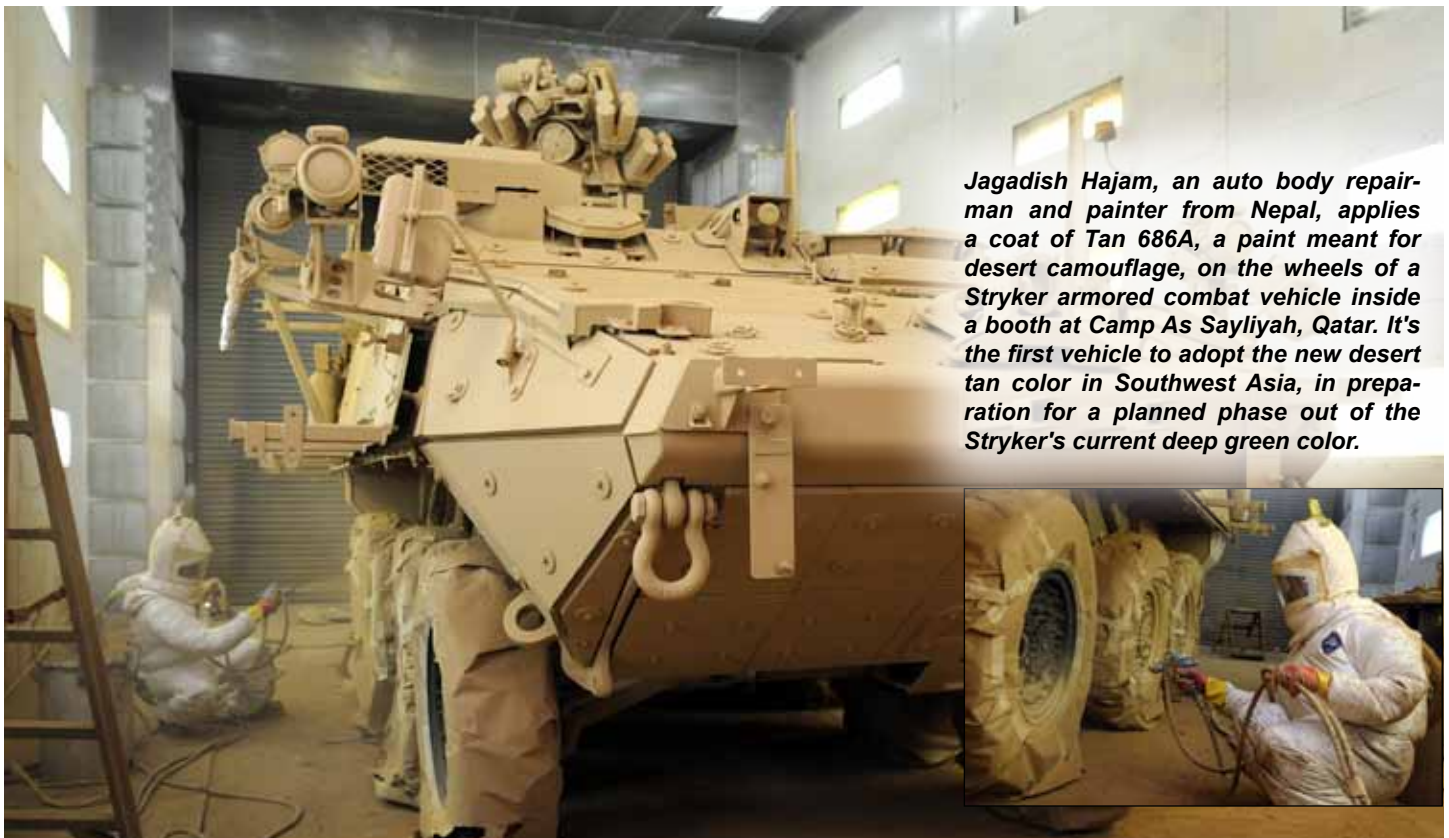 Jagadish Hajam, an auto body repair-
man and painter from Nepal, applies
a coat of Tan 686A, a paint meant for
desert camouflage, on the wheels of a
Stryker armored combat vehicle inside
a booth at Camp As Sayliyah, Qatar. It's
the first vehicle to adopt the new desert
tan color in Southwest Asia, in prepa-
ration for a planned phase out of the
Stryker's current deep green color.